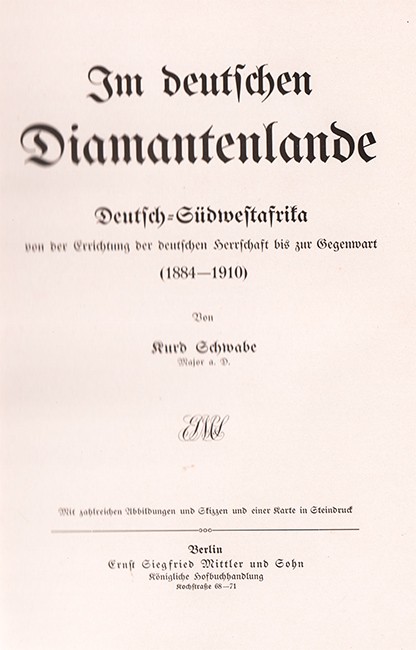 Im deutſchen
Diamantenlande
Deutſch-Südweſtafrika
von der Errichtung der deutſchen Herrſchaft bis zur Gegenwart
(1884—1910)
Von
Kurd Schwabe
Major a. D.
EMS
Mit zahlreichen Abbildungen und Skizzen und einer Karte in Steindruck
Berlin
Ernſt Siegfried Mittler und Sohn
Königliche Hofbuchhandlung
Kochſtraße 68—71